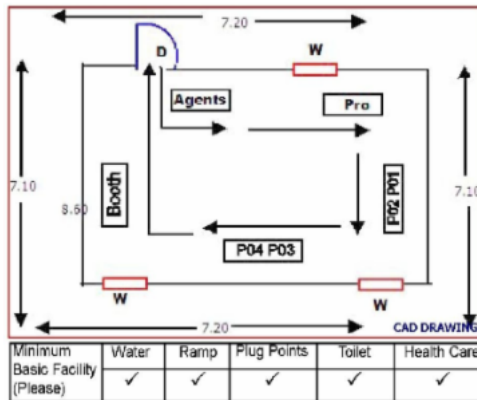 7.20
D
W
Agents
Pro
7.10
8.60
Booth
P02 P01
7.10
P04 P03
W
W
7.20
CAD DRAWING
Minimum Basic Facility (Please) Water Ramp Plug Points Toilet Health Care
✓ ✓ ✓ ✓ ✓